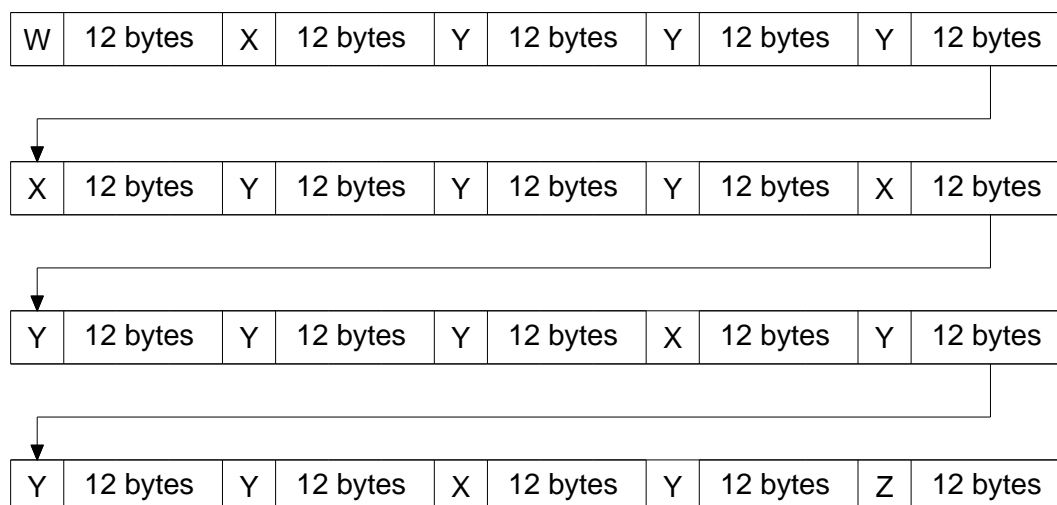 W 12 bytes X 12 bytes Y 12 bytes Y 12 bytes Y 12 bytes
X 12 bytes Y 12 bytes Y 12 bytes Y 12 bytes X 12 bytes
Y 12 bytes Y 12 bytes Y 12 bytes X 12 bytes Y 12 bytes
Y 12 bytes Y 12 bytes X 12 bytes Y 12 bytes Z 12 bytes